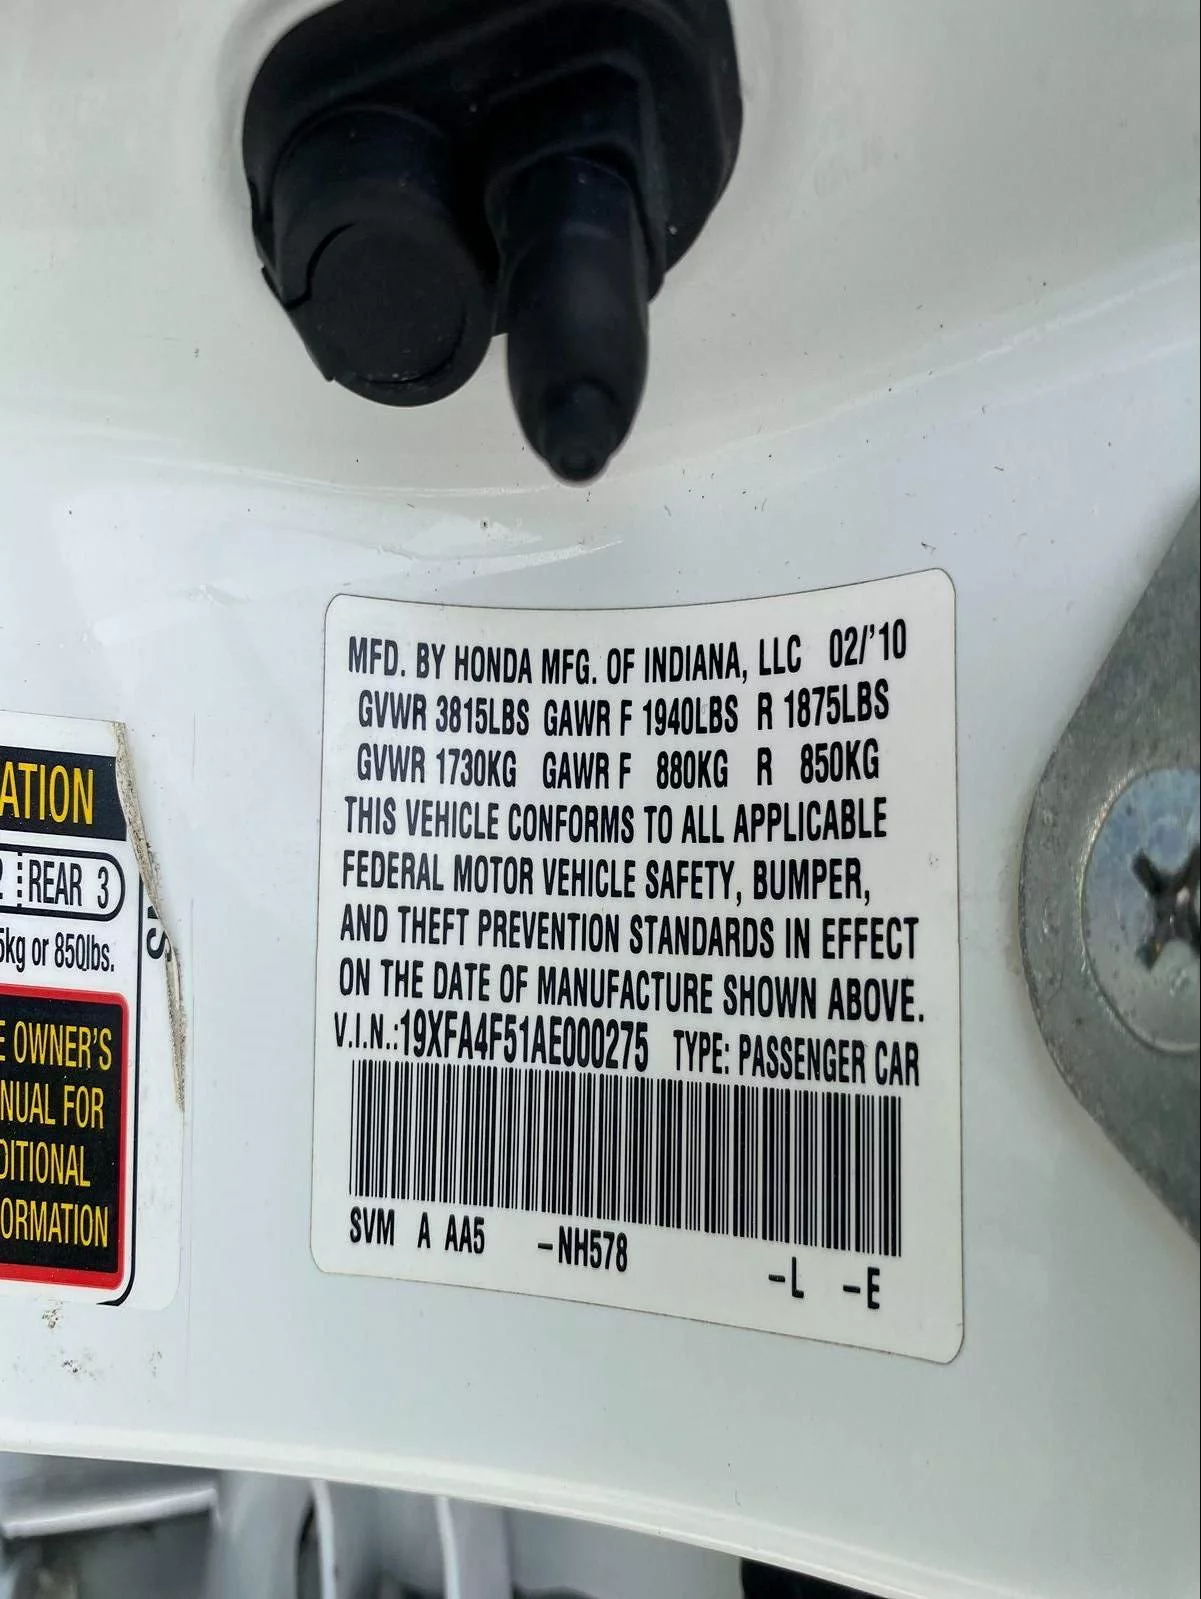 MFD. BY HONDA MFG. OF INDIANA, LLC 02/'10
GVWR 3815LBS GAWR F 1940LBS R 1875LBS
GVWR 1730KG GAWR F 880KG R 850KG
THIS VEHICLE CONFORMS TO ALL APPLICABLE
FEDERAL MOTOR VEHICLE SAFETY, BUMPER,
AND THEFT PREVENTION STANDARDS IN EFFECT
ON THE DATE OF MANUFACTURE SHOWN ABOVE.
V.I.N.:19XFA4F51AE000275 TYPE: PASSENGER CAR
SVM A AA5 -NH578 -L -E
ATION
REAR 3
5kg or 850lbs.
E OWNER'S
NUAL FOR
DITIONAL
ORMATION